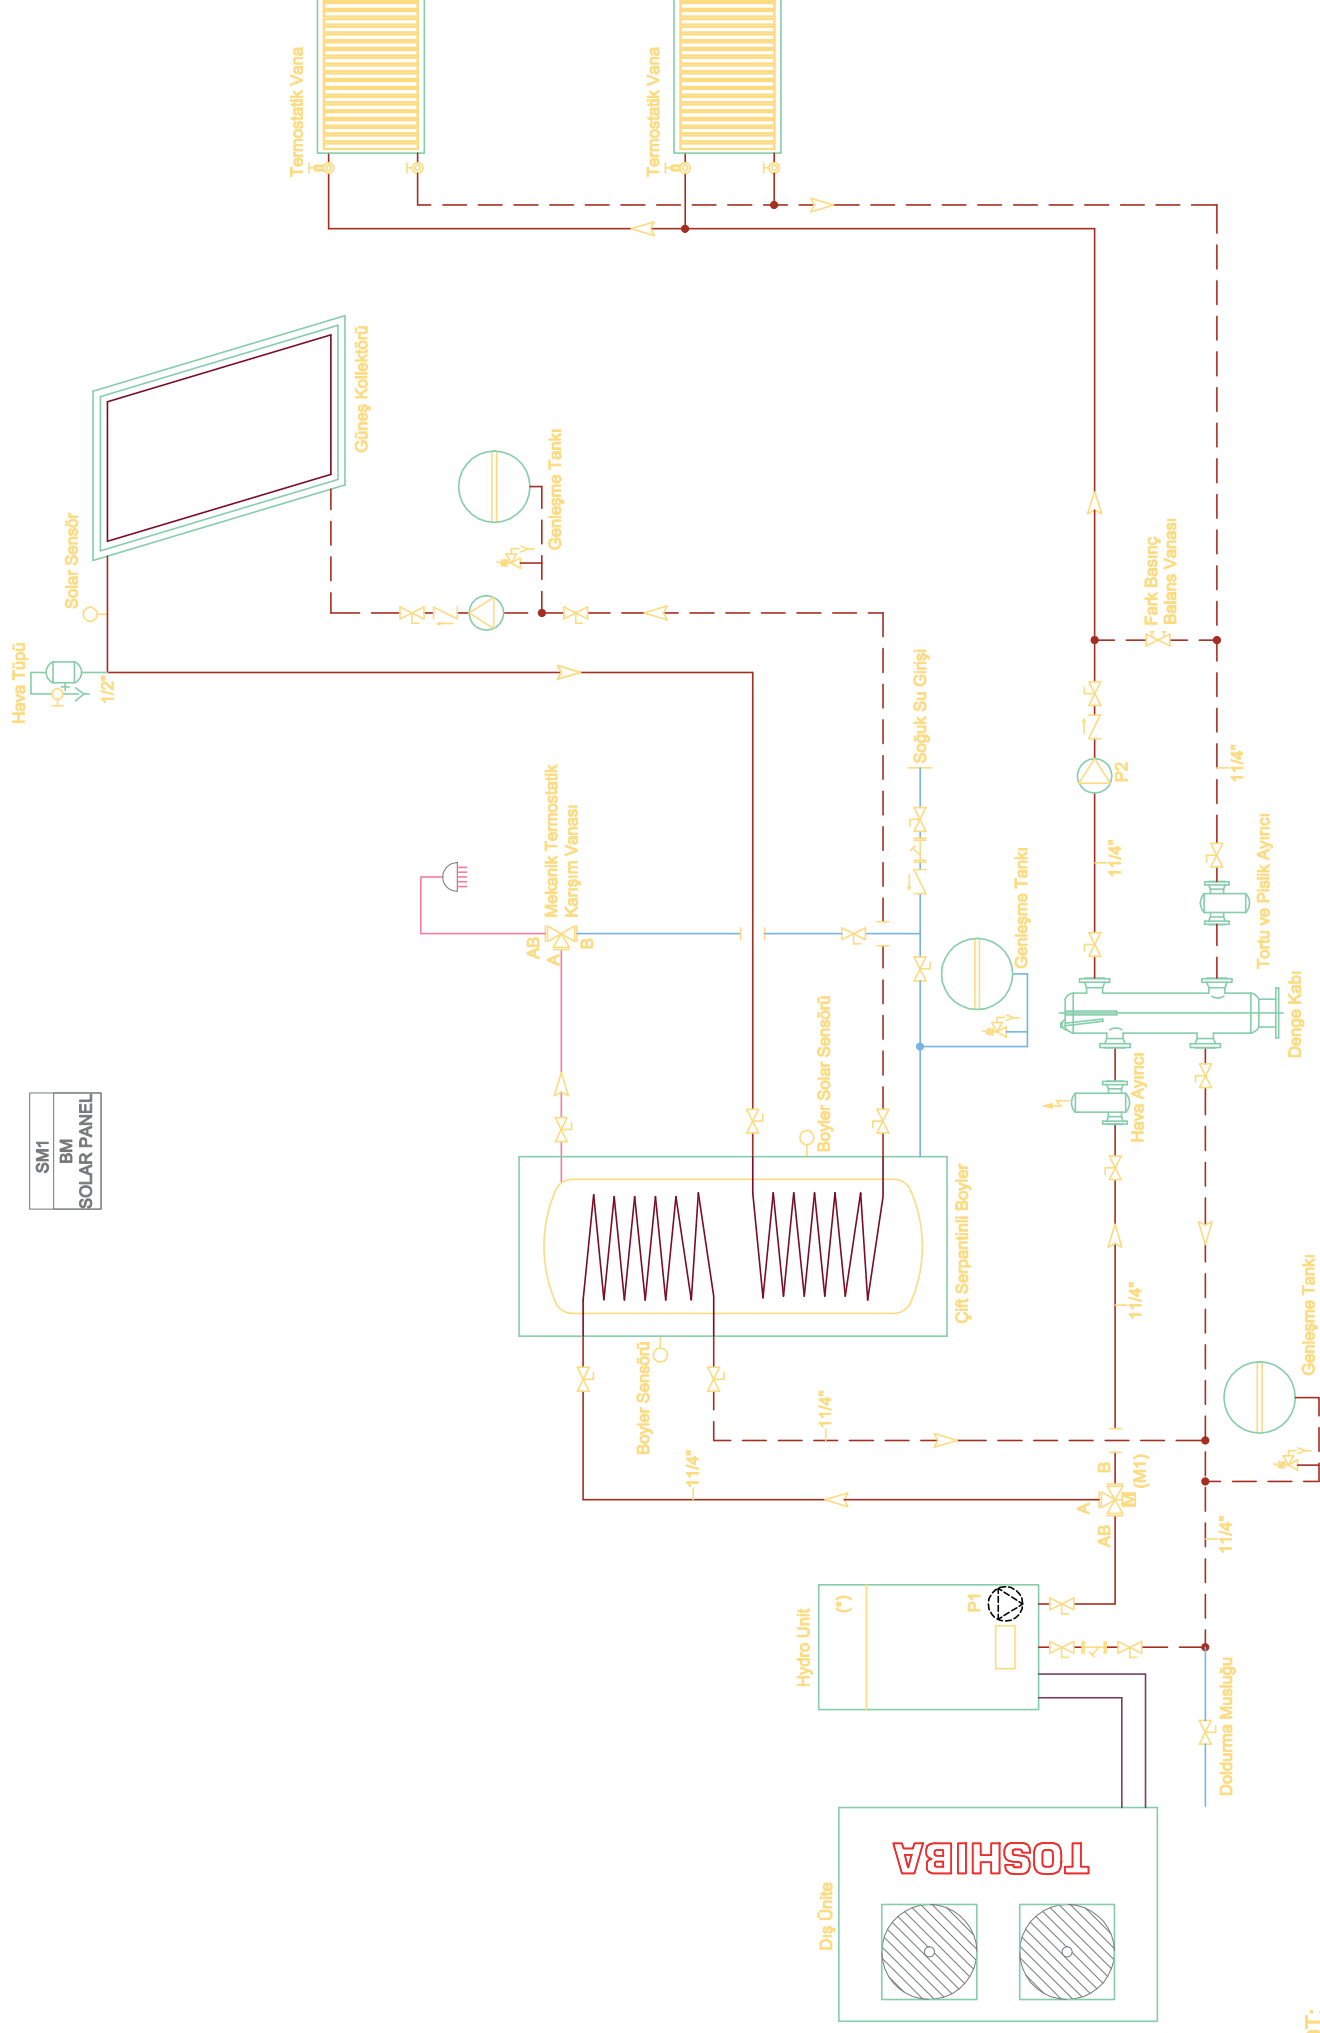 SM1
BM
SOLAR PANEL
Hava Tüpü
1/2"
Solar Sensör
Güneş Kollektörü
Termostatik Vana
Termostatik Vana
Genleşme Tankı
Mekanik Termostatik
Karışım Vanası
AB
A
B
Soğuk Su Girişi
Genleşme Tankı
Boyler Solar Sensörü
Çift Serpantinli Boyler
Boyler Sensörü
11/4"
11/4"
Fark Basınç
Balans Vanası
P2
11/4"
11/4"
Tortu ve Pislik Ayırıcı
Denge Kabı
Hava Ayırıcı
11/4"
Genleşme Tankı
A
B
AB
M
(M1)
11/4"
Hydro Unit
(*)
P1
Doldurma Musluğu
Dış Ünite
TOSHIBA